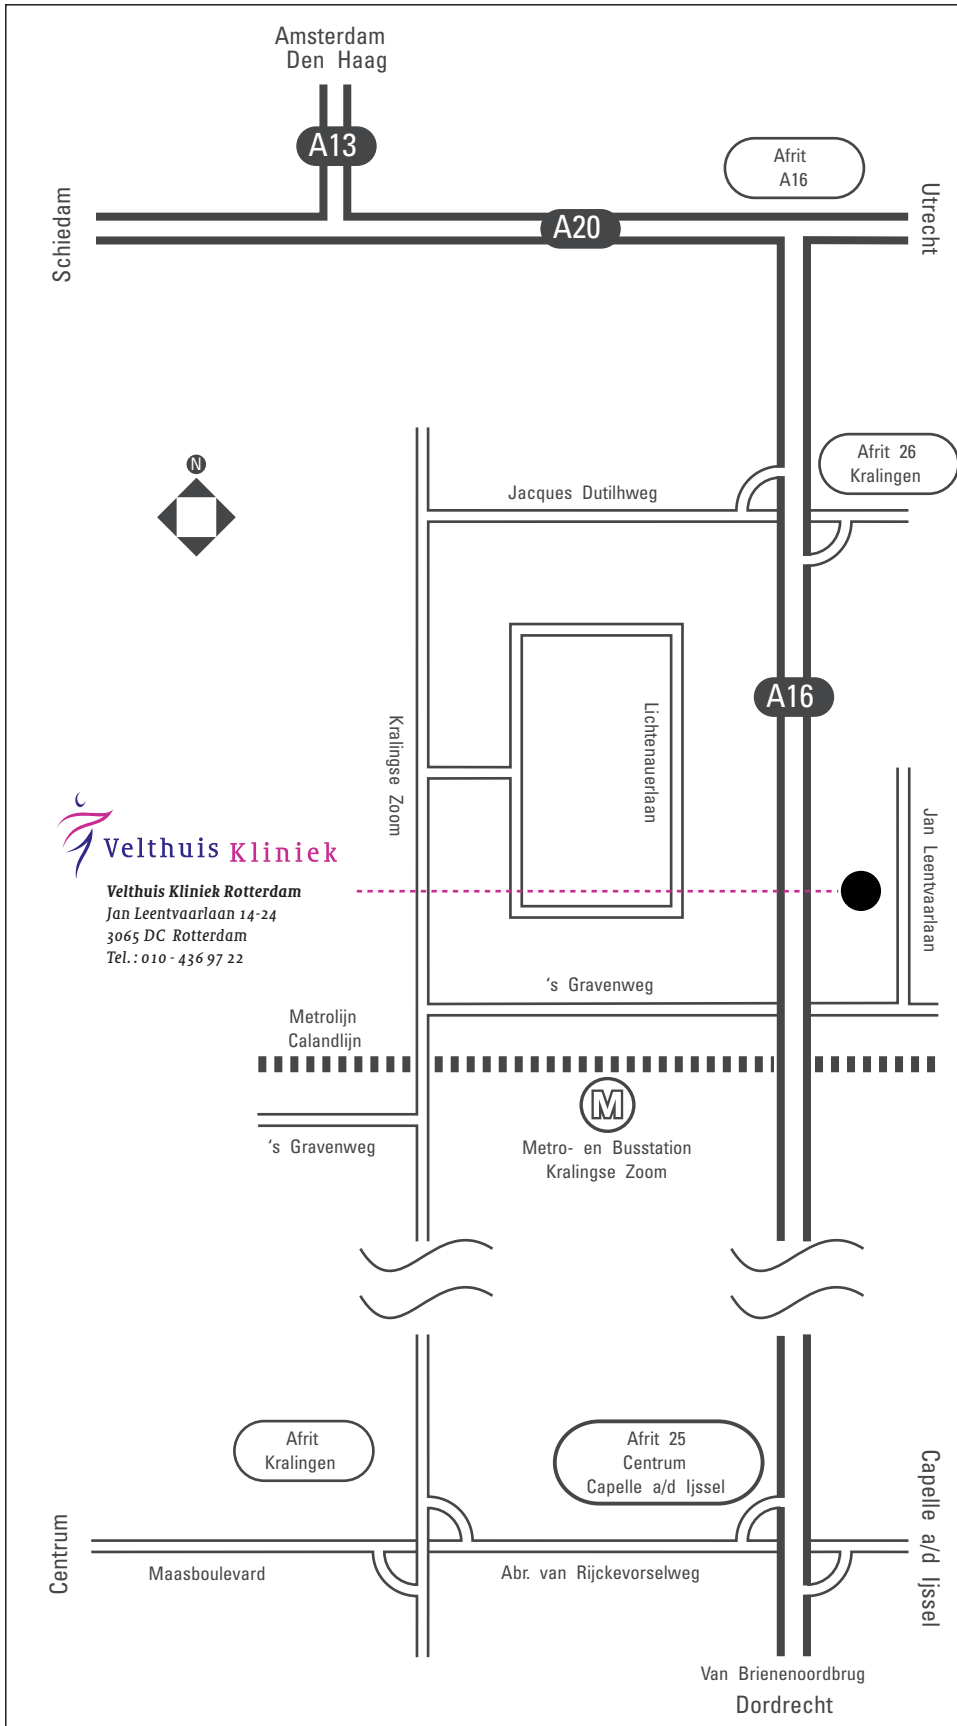 Amsterdam
Den Haag
A13
Afrit
A16
Schiedam
A20
Utrecht
N
Afrit 26
Kralingen
Jacques Dutilhweg
A16
Kralingse Zoom
Lichtenauerlaan
Jan Leentvaarlaan
Velthuis Kliniek
Velthuis Kliniek Rotterdam
Jan Leentvaarlaan 14-24
3065 DC Rotterdam
Tel.: 010 - 436 97 22
's Gravenweg
Metrolijn
Calandlijn
M
's Gravenweg
Metro- en Busstation
Kralingse Zoom
Afrit
Kralingen
Afrit 25
Centrum
Capelle a/d Ijssel
Centrum
Capelle a/d Ijssel
Maasboulevard
Abr. van Rijckevorselweg
Van Brienenoordbrug
Dordrecht